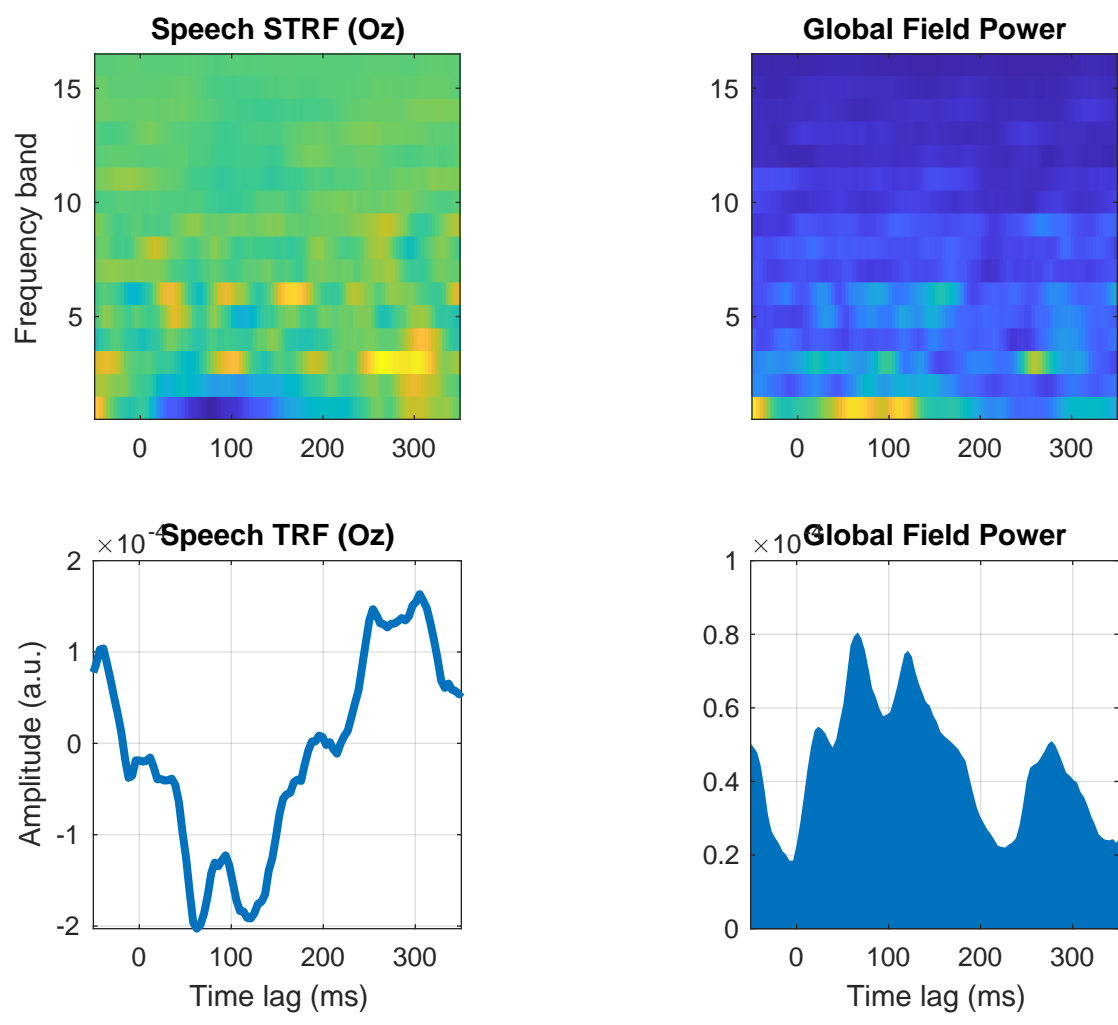 Speech STRF (Oz)
Frequency band
15
10
5
0 100 200 300
Global Field Power
15
10
5
0 100 200 300
Speech TRF (Oz)
×10^-4
Amplitude (a.u.)
2
1
0
-1
-2
0 100 200 300
Time lag (ms)
Global Field Power
×10^-4
1
0.8
0.6
0.4
0.2
0
0 100 200 300
Time lag (ms)